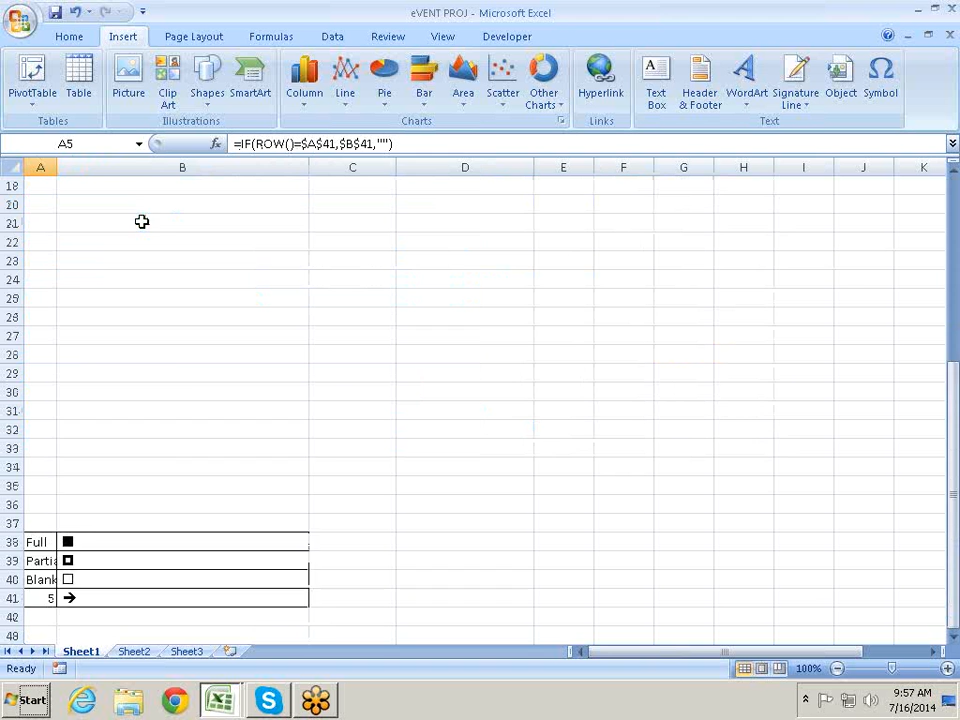 eVENT PROJ - Microsoft Excel
Home Insert Page Layout Formulas Data Review View Developer
PivotTable Table Picture Clip Art Shapes SmartArt Column Line Pie Bar Area Scatter Other Charts Hyperlink Text Box Header & Footer WordArt Signature Line Object Symbol
Tables Illustrations Charts Links Text
A5 fx =IF(ROW()=$A$41,$B$41,"")
A B C D E F G H I J K
20
21
22
23
24
27
28
29
30
31
32
33
34
35
36
37
38 Full ■
39 Partia
40 Blank □
41 5 →
42
Sheet1 Sheet2 Sheet3
Ready 100%
Start 9:57 AM
7/16/2014